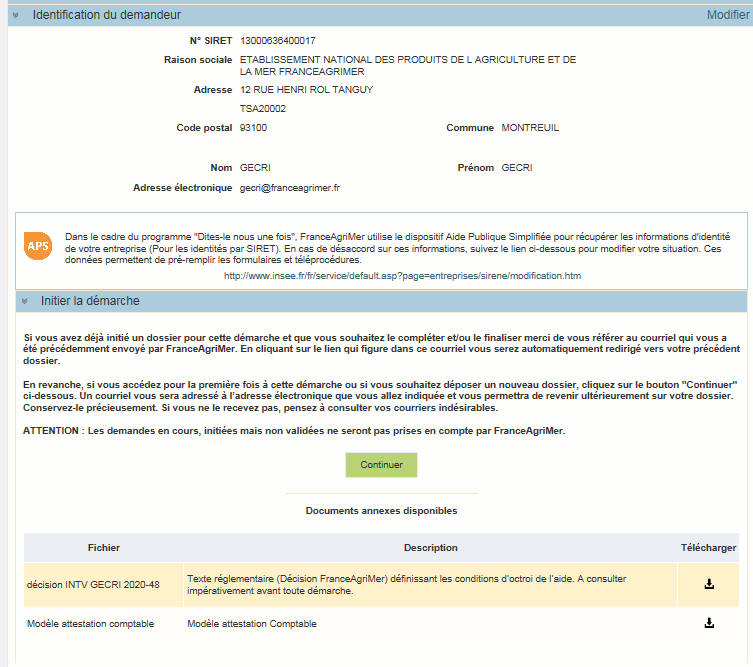 Identification du demandeur
Modifier
N° SIRET 13000636400017
Raison sociale ETABLISSEMENT NATIONAL DES PRODUITS DE L AGRICULTURE ET DE
LA MER FRANCEAGRIMER
Adresse 12 RUE HENRI ROL TANGUY
TSA20002
Code postal 93100 Commune MONTREUIL
Nom GECRI Prénom GECRI
Adresse électronique gecri@franceagrimer.fr
APS
Dans le cadre du programme "Dites-le nous une fois", FranceAgriMer utilise le dispositif Aide Publique Simplifiée pour récupérer les informations d'identité
de votre entreprise (Pour les identités par SIRET). En cas de désaccord sur ces informations, suivez le lien ci-dessous pour modifier votre situation. Ces
données permettent de pré-remplir les formulaires et téléprocédures.
http://www.insee.fr/fr/service/default.asp?page=entreprises/sirene/modification.htm
Initier la démarche
Si vous avez déjà initié un dossier pour cette démarche et que vous souhaitez le compléter et/ou le finaliser merci de vous référer au courriel qui vous a
été précédemment envoyé par FranceAgriMer. En cliquant sur le lien qui figure dans ce courriel vous serez automatiquement redirigé vers votre précédent
dossier.
En revanche, si vous accédez pour la première fois à cette démarche ou si vous souhaitez déposer un nouveau dossier, cliquez sur le bouton "Continuer"
ci-dessous. Un courriel vous sera adressé à l'adresse électronique que vous allez indiquée et vous permettra de revenir ultérieurement sur votre dossier.
Conservez-le précieusement. Si vous ne le recevez pas, pensez à consulter vos courriers indésirables.
ATTENTION : Les demandes en cours, initiées mais non validées ne seront pas prises en compte par FranceAgriMer.
Continuer
Documents annexes disponibles
Fichier Description Télécharger
décision INTV GECRI 2020-48 Texte réglementaire (Décision FranceAgriMer) définissant les conditions d'octroi de l'aide. A consulter
impérativement avant toute démarche.
Modèle attestation comptable Modèle attestation Comptable